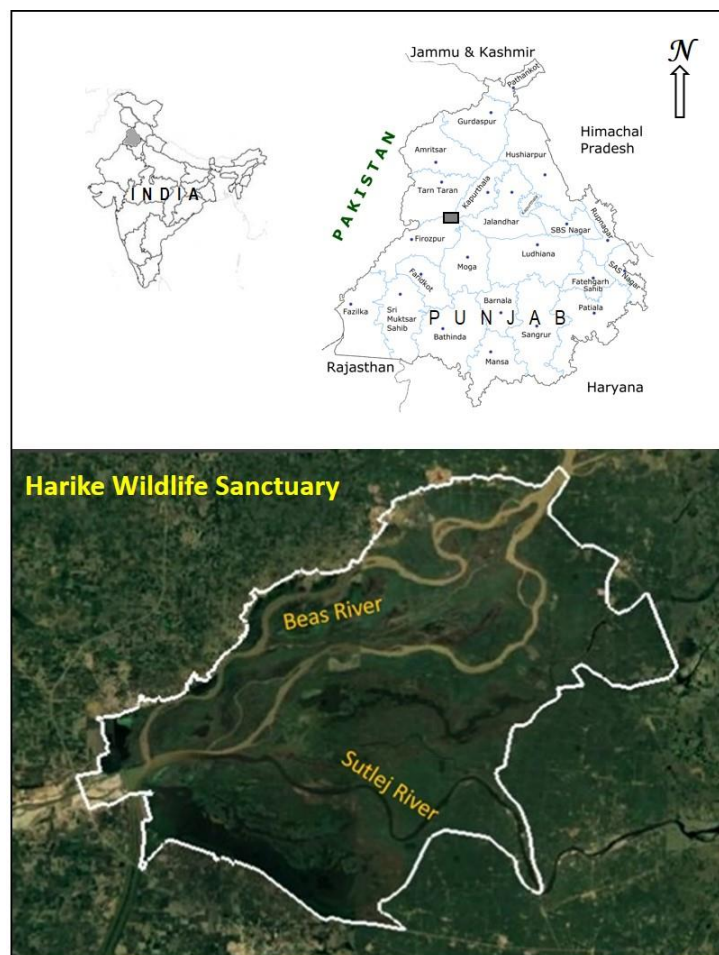 Jammu & Kashmir
N
Pathankot
Gurdaspur
Himachal
Pradesh
Amritsar
Hushiarpur
PAKISTAN
Tarn Taran
Kapurthala
INDIA
Jalandhar
Rupnagar
SBS Nagar
Firozpur
Ludhiana
SAS Nagar
Moga
Faridkot
Fatehgarh
Sahib
Fazilka
Sri
Muktsar
Sahib
Barnala
Patiala
PUNJAB
Bathinda
Sangrur
Mansa
Rajasthan
Haryana
Harike Wildlife Sanctuary
Beas River
Sutlej River